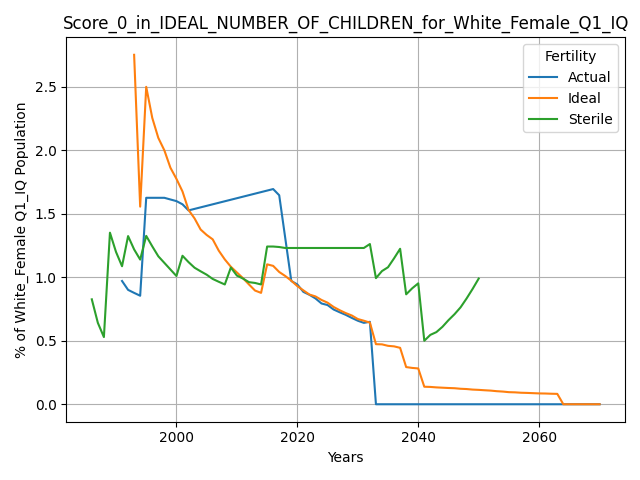 Score_0_in_IDEAL_NUMBER_OF_CHILDREN_for_White_Female_Q1_IQ
% of White_Female Q1_IQ Population
2.5
2.0
1.5
1.0
0.5
0.0
Fertility
Actual
Ideal
Sterile
2000
2020
2040
2060
Years